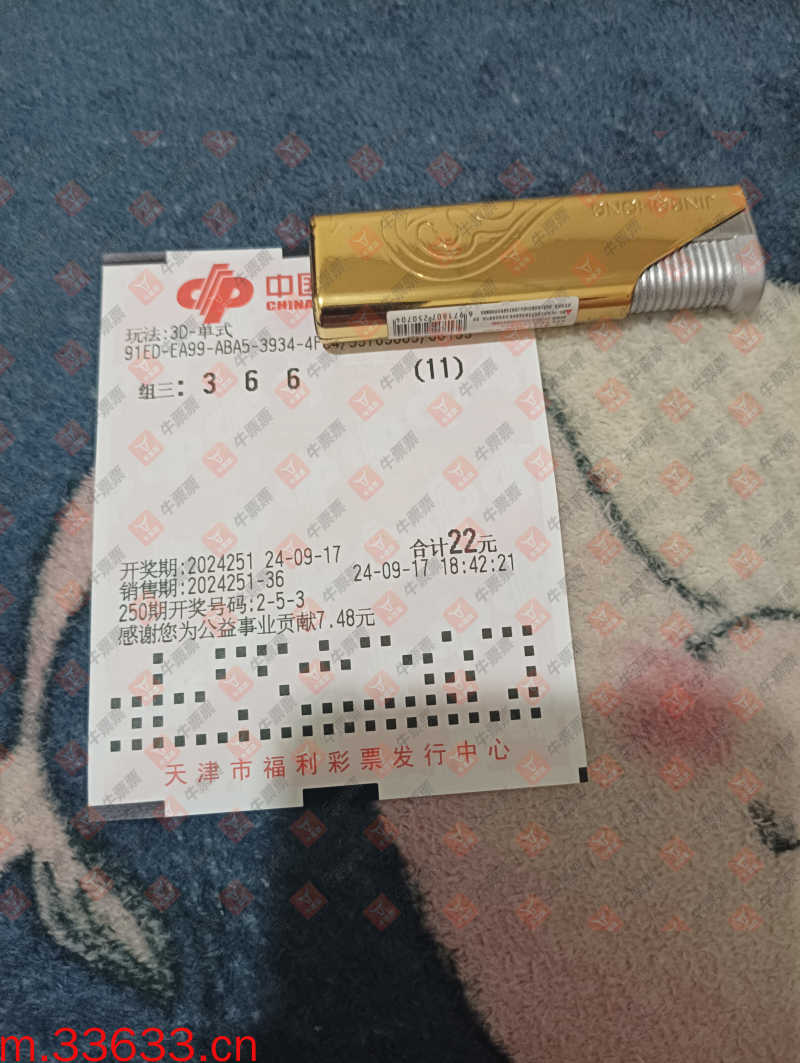 JINGHONG
中国
CHINA
6 971807 250704
玩法:3D-单式
91ED-EA99-ABA5-3934-4F
组三: 3 6 6 (11)
开奖期:2024251 24-09-17 合计22元
销售期:2024251-36 24-09-17 18:42:21
250期开奖号码:2-5-3
感谢您为公益事业贡献7.48元
天津市福利彩票发行中心
牛票票
m.33633.cn